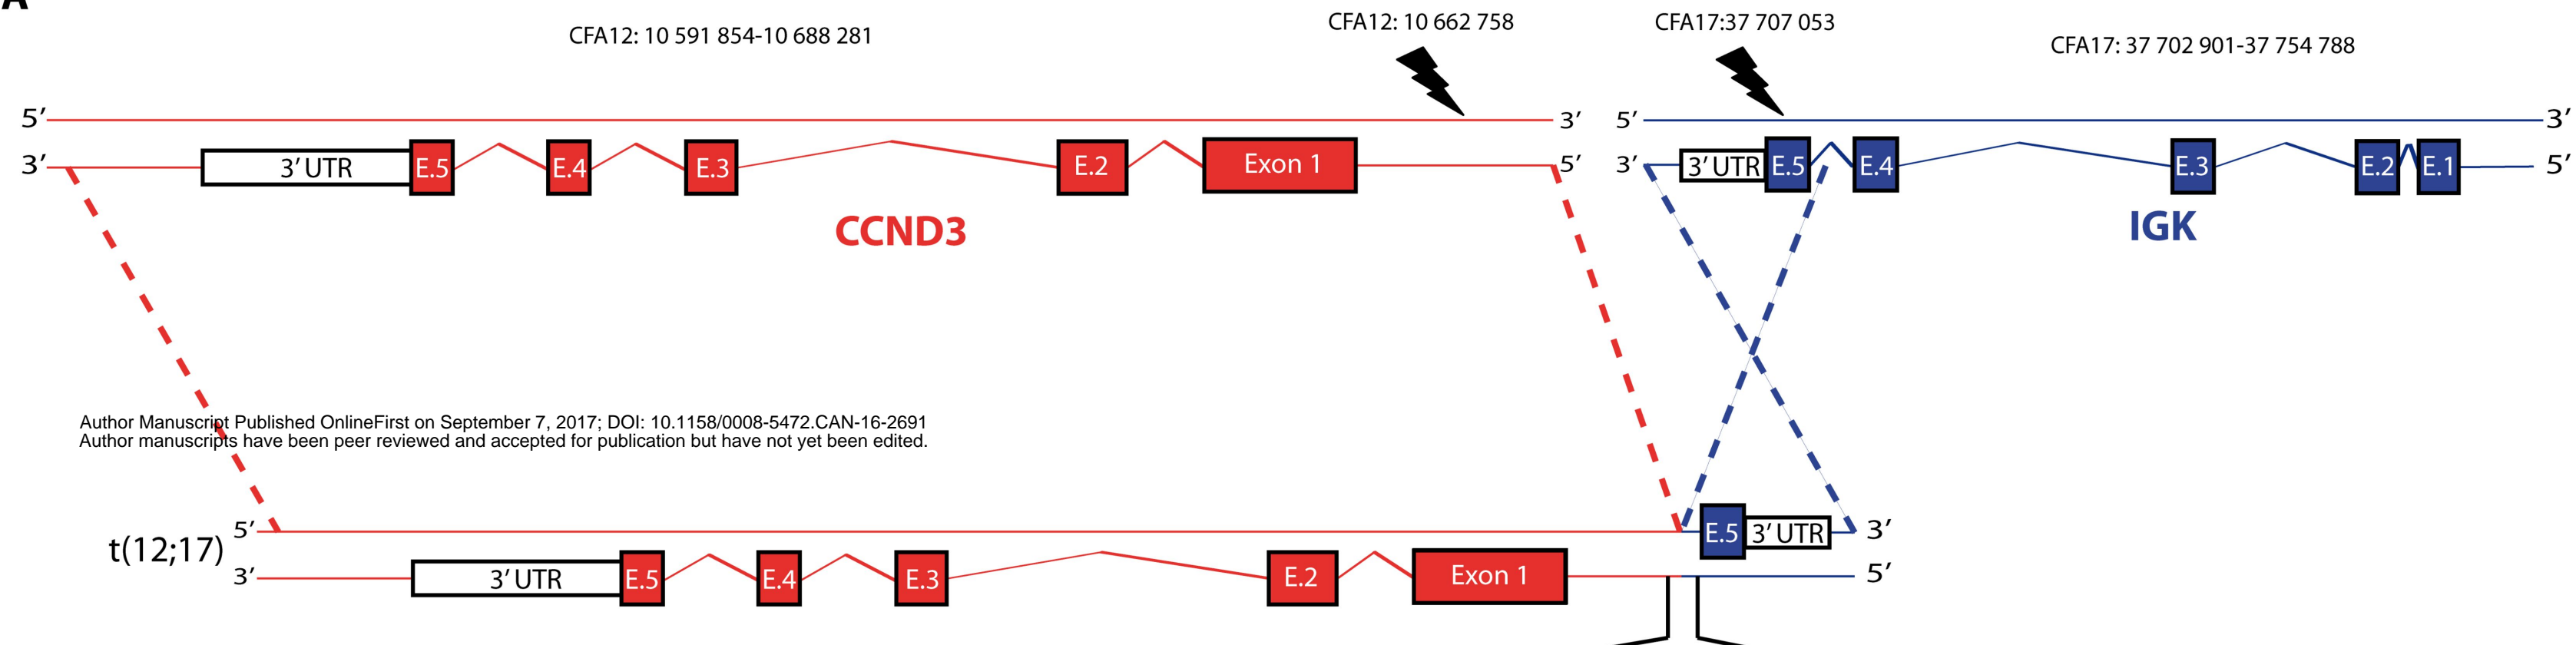 A
CFA12: 10 591 854-10 688 281
CFA12: 10 662 758
CFA17:37 707 053
CFA17: 37 702 901-37 754 788
5′ 3′ 5′ 3′
3′ 3′ UTR E.5 E.4 E.3 E.2 Exon 1 5′ 3′ 3′ UTR E.5 E.4 E.3 E.2 E.1 5′
CCND3 IGK
Author Manuscript Published OnlineFirst on September 7, 2017; DOI: 10.1158/0008-5472.CAN-16-2691
Author manuscripts have been peer reviewed and accepted for publication but have not yet been edited.
5′ E.5 3′ UTR 3′
t(12;17)
3′ 3′ UTR E.5 E.4 E.3 E.2 Exon 1 5′